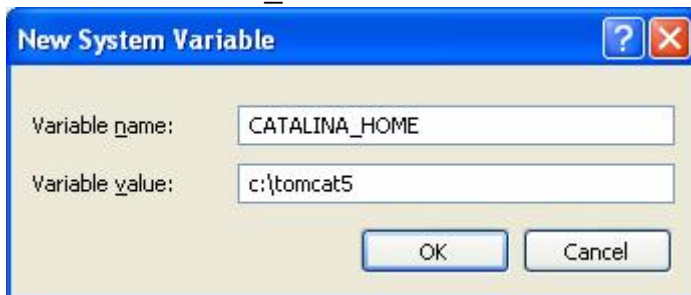 New System Variable
Variable name: CATALINA_HOME
Variable value: c:\tomcat5
OK Cancel